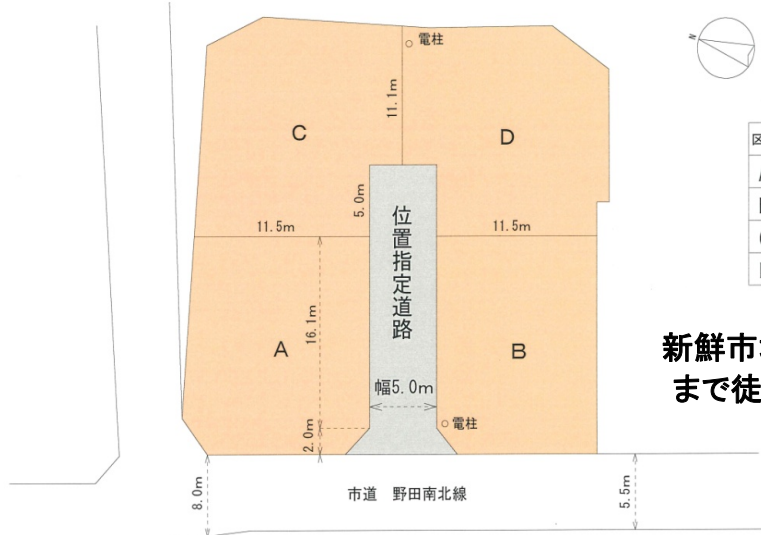 電柱
N
11.1m
C
D
区
5.0m
位置指定道路
11.5m
11.5m
16.1m
A
B
新鮮市
まで徒
幅5.0m
電柱
2.0m
8.0m
市道 野田南北線
5.5m